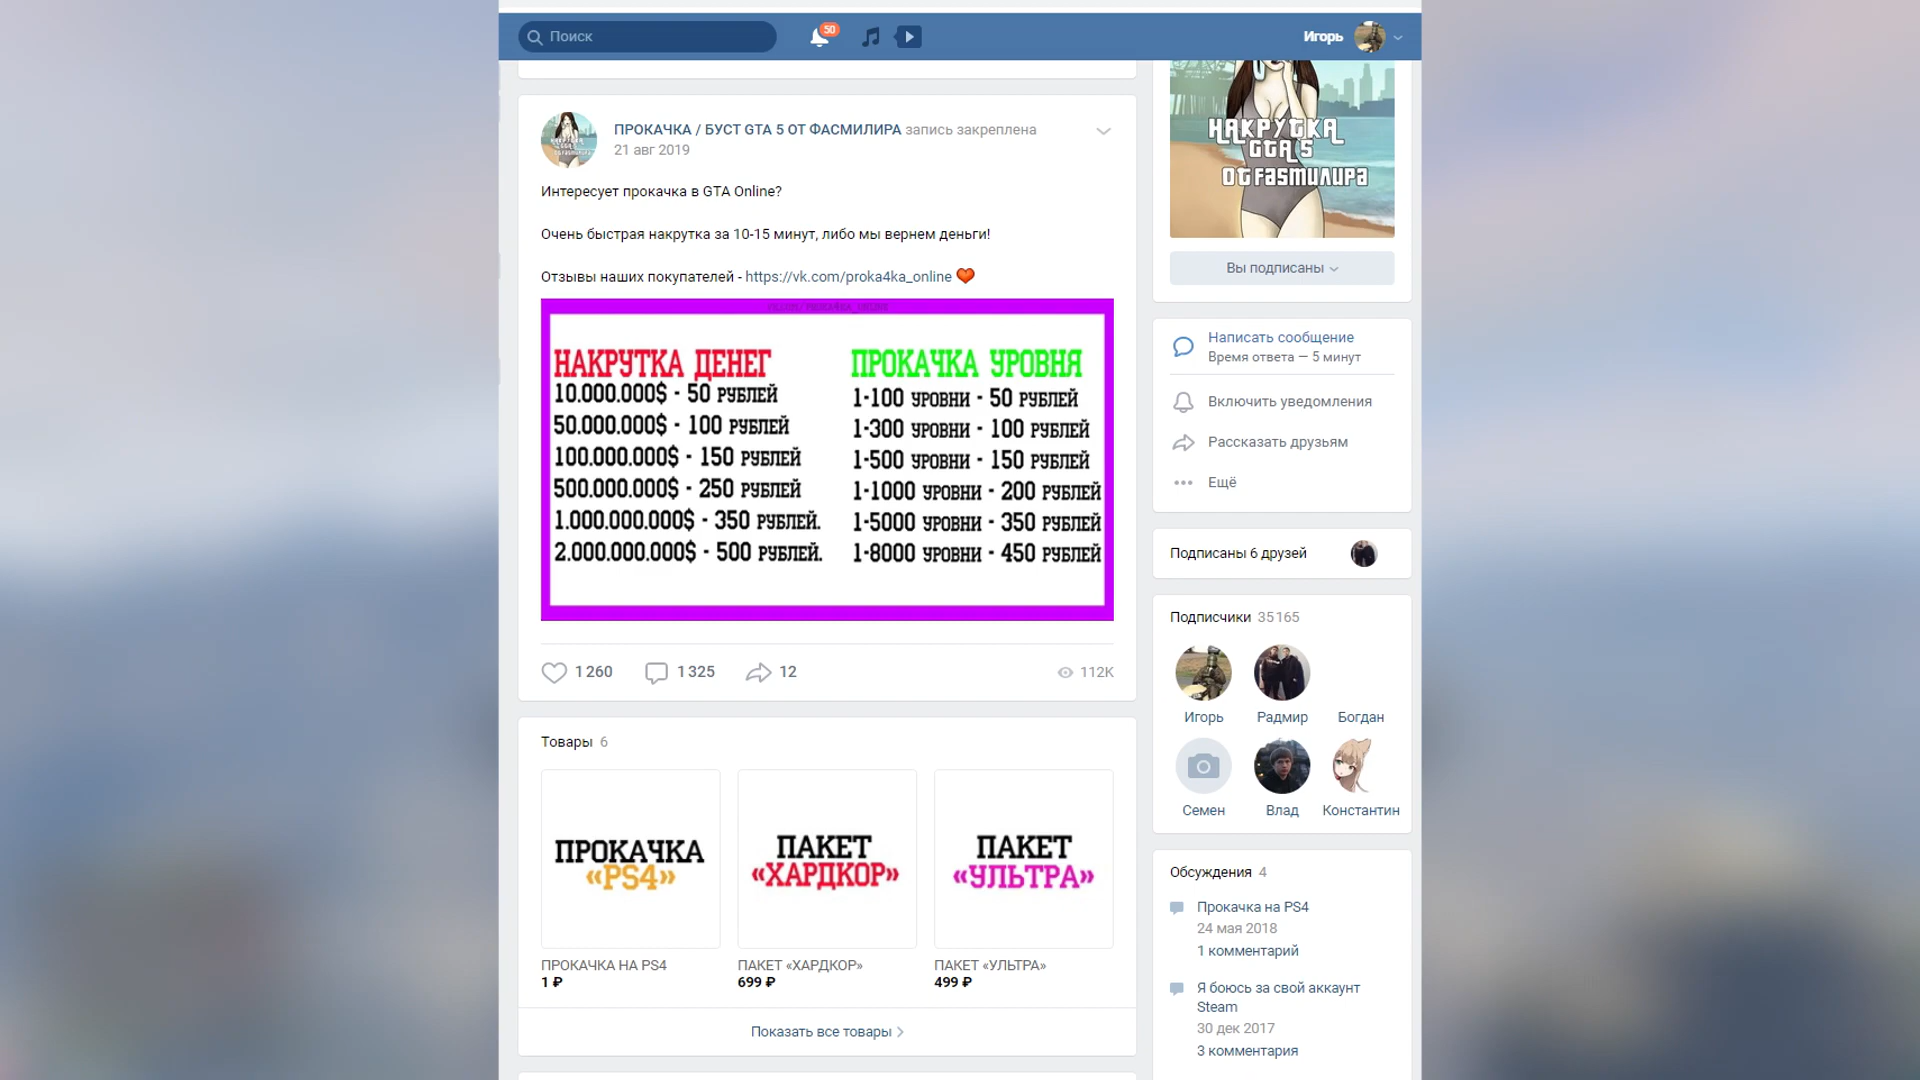 Поиск
50
Игорь
ПРОКАЧКА / БУСТ GTA 5 ОТ ФАСМИЛИРА запись закреплена
21 авг 2019
Интересует прокачка в GTA Online?
Очень быстрая накрутка за 10-15 минут, либо мы вернем деньги!
Отзывы наших покупателей - https://vk.com/proka4ka_online
VK.COM/PROKA4KA_ONLINE
НАКРУТКА ДЕНЕГ
10.000.000$ - 50 РУБЛЕЙ
50.000.000$ - 100 РУБЛЕЙ
100.000.000$ - 150 РУБЛЕЙ
500.000.000$ - 250 РУБЛЕЙ
1.000.000.000$ - 350 РУБЛЕЙ.
2.000.000.000$ - 500 РУБЛЕЙ.
ПРОКАЧКА УРОВНЯ
1-100 УРОВНИ - 50 РУБЛЕЙ
1-300 УРОВНИ - 100 РУБЛЕЙ
1-500 УРОВНИ - 150 РУБЛЕЙ
1-1000 УРОВНИ - 200 РУБЛЕЙ
1-5000 УРОВНИ - 350 РУБЛЕЙ
1-8000 УРОВНИ - 450 РУБЛЕЙ
1 260
1 325
12
112K
Товары 6
ПРОКАЧКА
«PS4»
ПАКЕТ
«ХАРДКОР»
ПАКЕТ
«УЛЬТРА»
ПРОКАЧКА НА PS4
1 ₽
ПАКЕТ «ХАРДКОР»
699 ₽
ПАКЕТ «УЛЬТРА»
499 ₽
Показать все товары
НАКРУТКА
GTA 5
ОТ FASMИЛИРА
Вы подписаны
Написать сообщение
Время ответа — 5 минут
Включить уведомления
Рассказать друзьям
Ещё
Подписаны 6 друзей
Подписчики 35 165
Игорь
Радмир
Богдан
Семен
Влад
Константин
Обсуждения 4
Прокачка на PS4
24 мая 2018
1 комментарий
Я боюсь за свой аккаунт
Steam
30 дек 2017
3 комментария